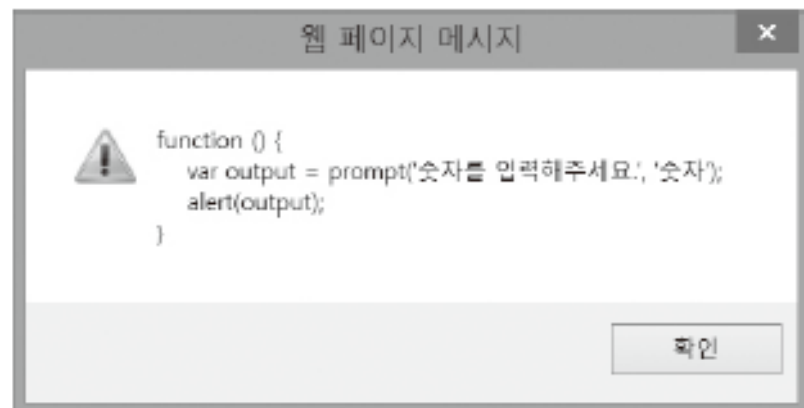 웹 페이지 메시지
function () {
var output = prompt('숫자를 입력해주세요.', '숫자');
alert(output);
}
확인